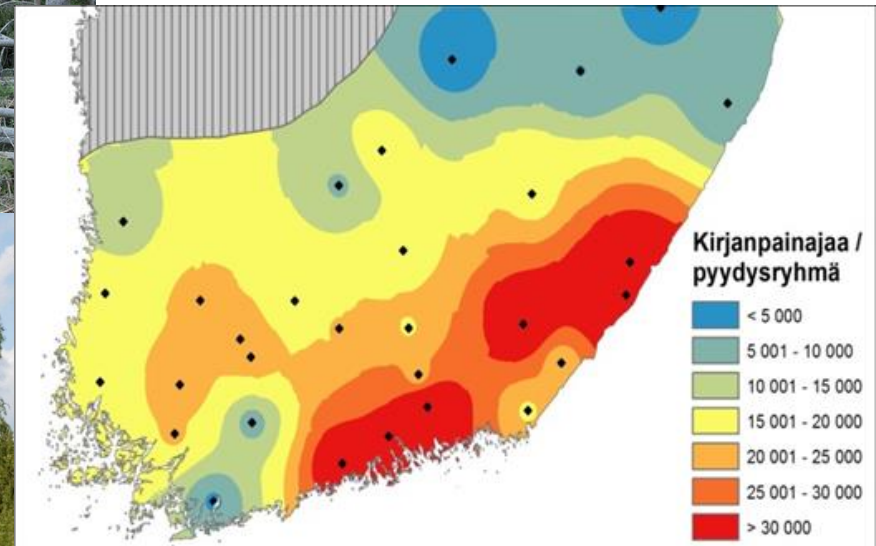 Kirjanpainajaa /
pyydysryhmä
< 5 000
5 001 - 10 000
10 001 - 15 000
15 001 - 20 000
20 001 - 25 000
25 001 - 30 000
> 30 000